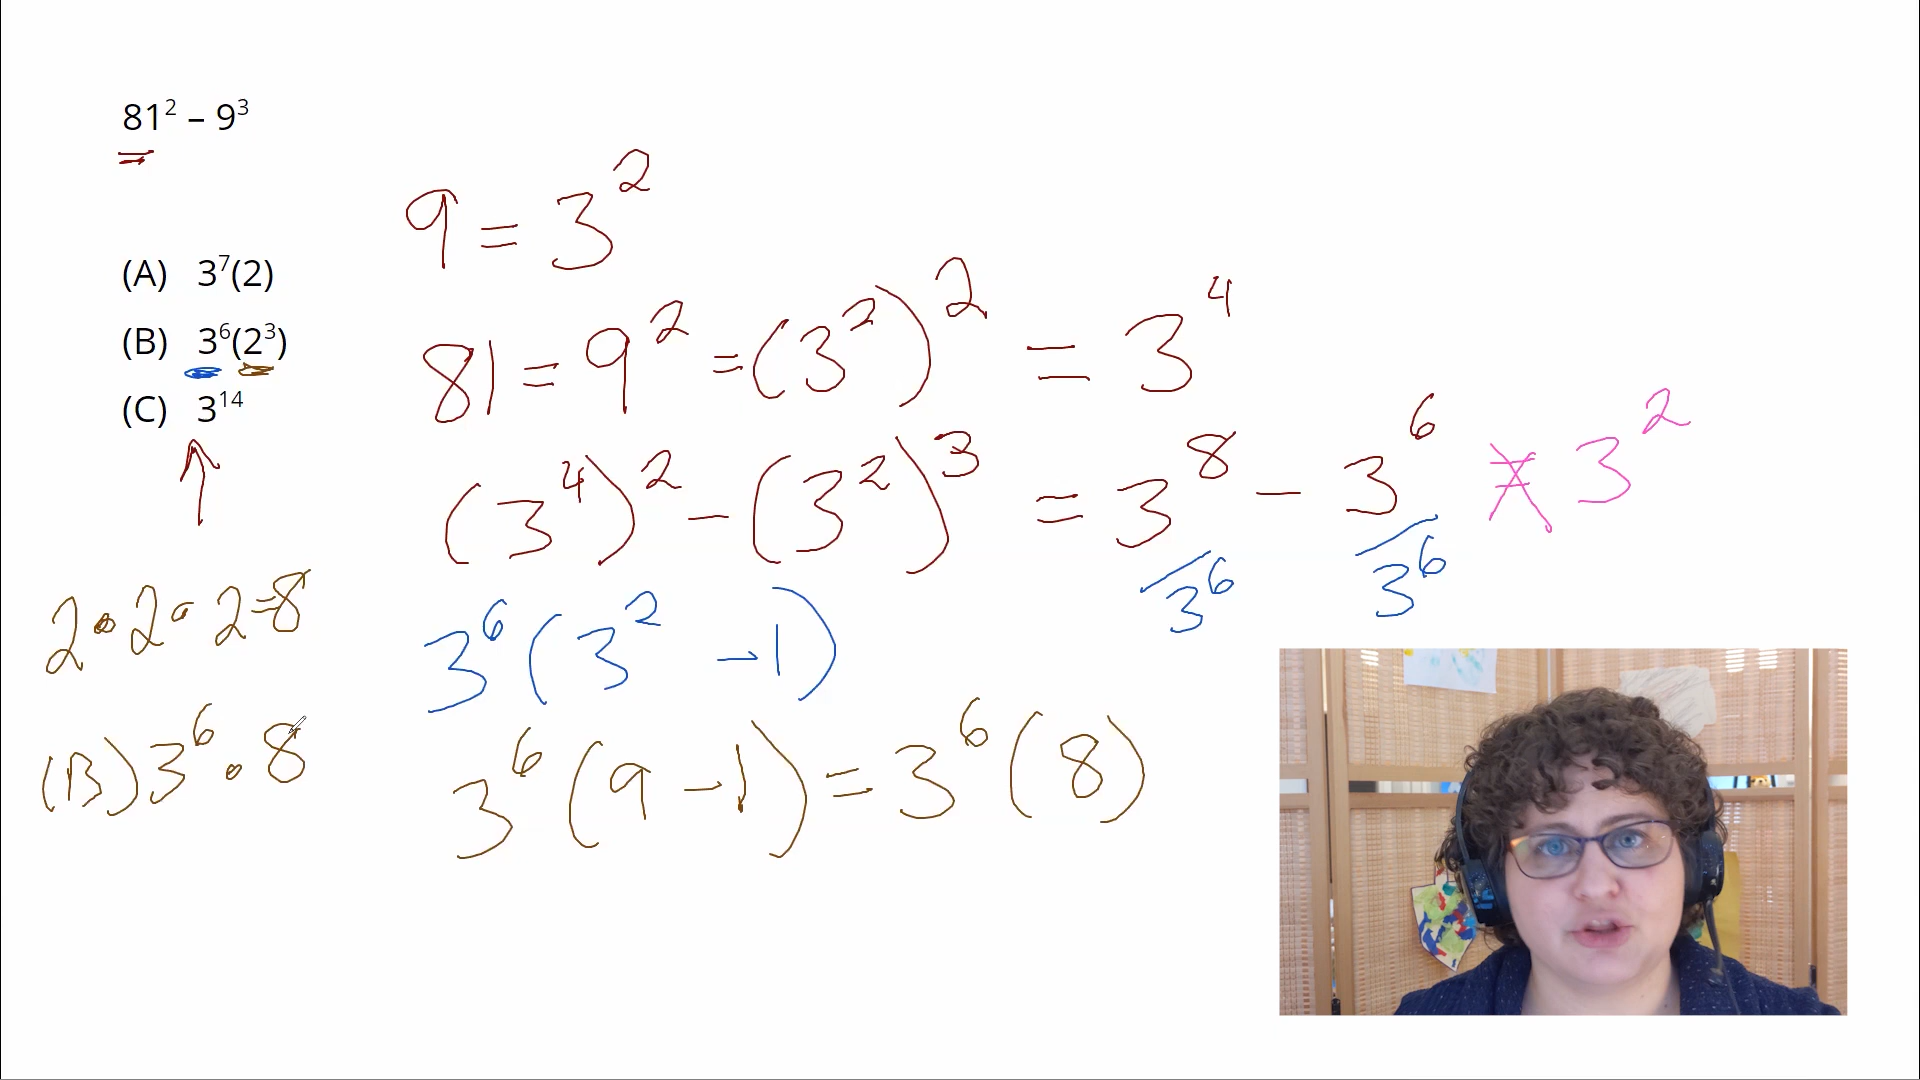 81² – 9³
9 = 3²
(A) 3⁷(2)
(B) 3⁶(2³)
(C) 3¹⁴
81 = 9² = (3²)² = 3⁴
(3⁴)² - (3²)³ = 3⁸ - 3⁶ ≠ 3²
3⁶ 3⁶
2 · 2 · 2 = 8
3⁶(3² - 1)
(B) 3⁶ · 8
3⁶(9 - 1) = 3⁶(8)